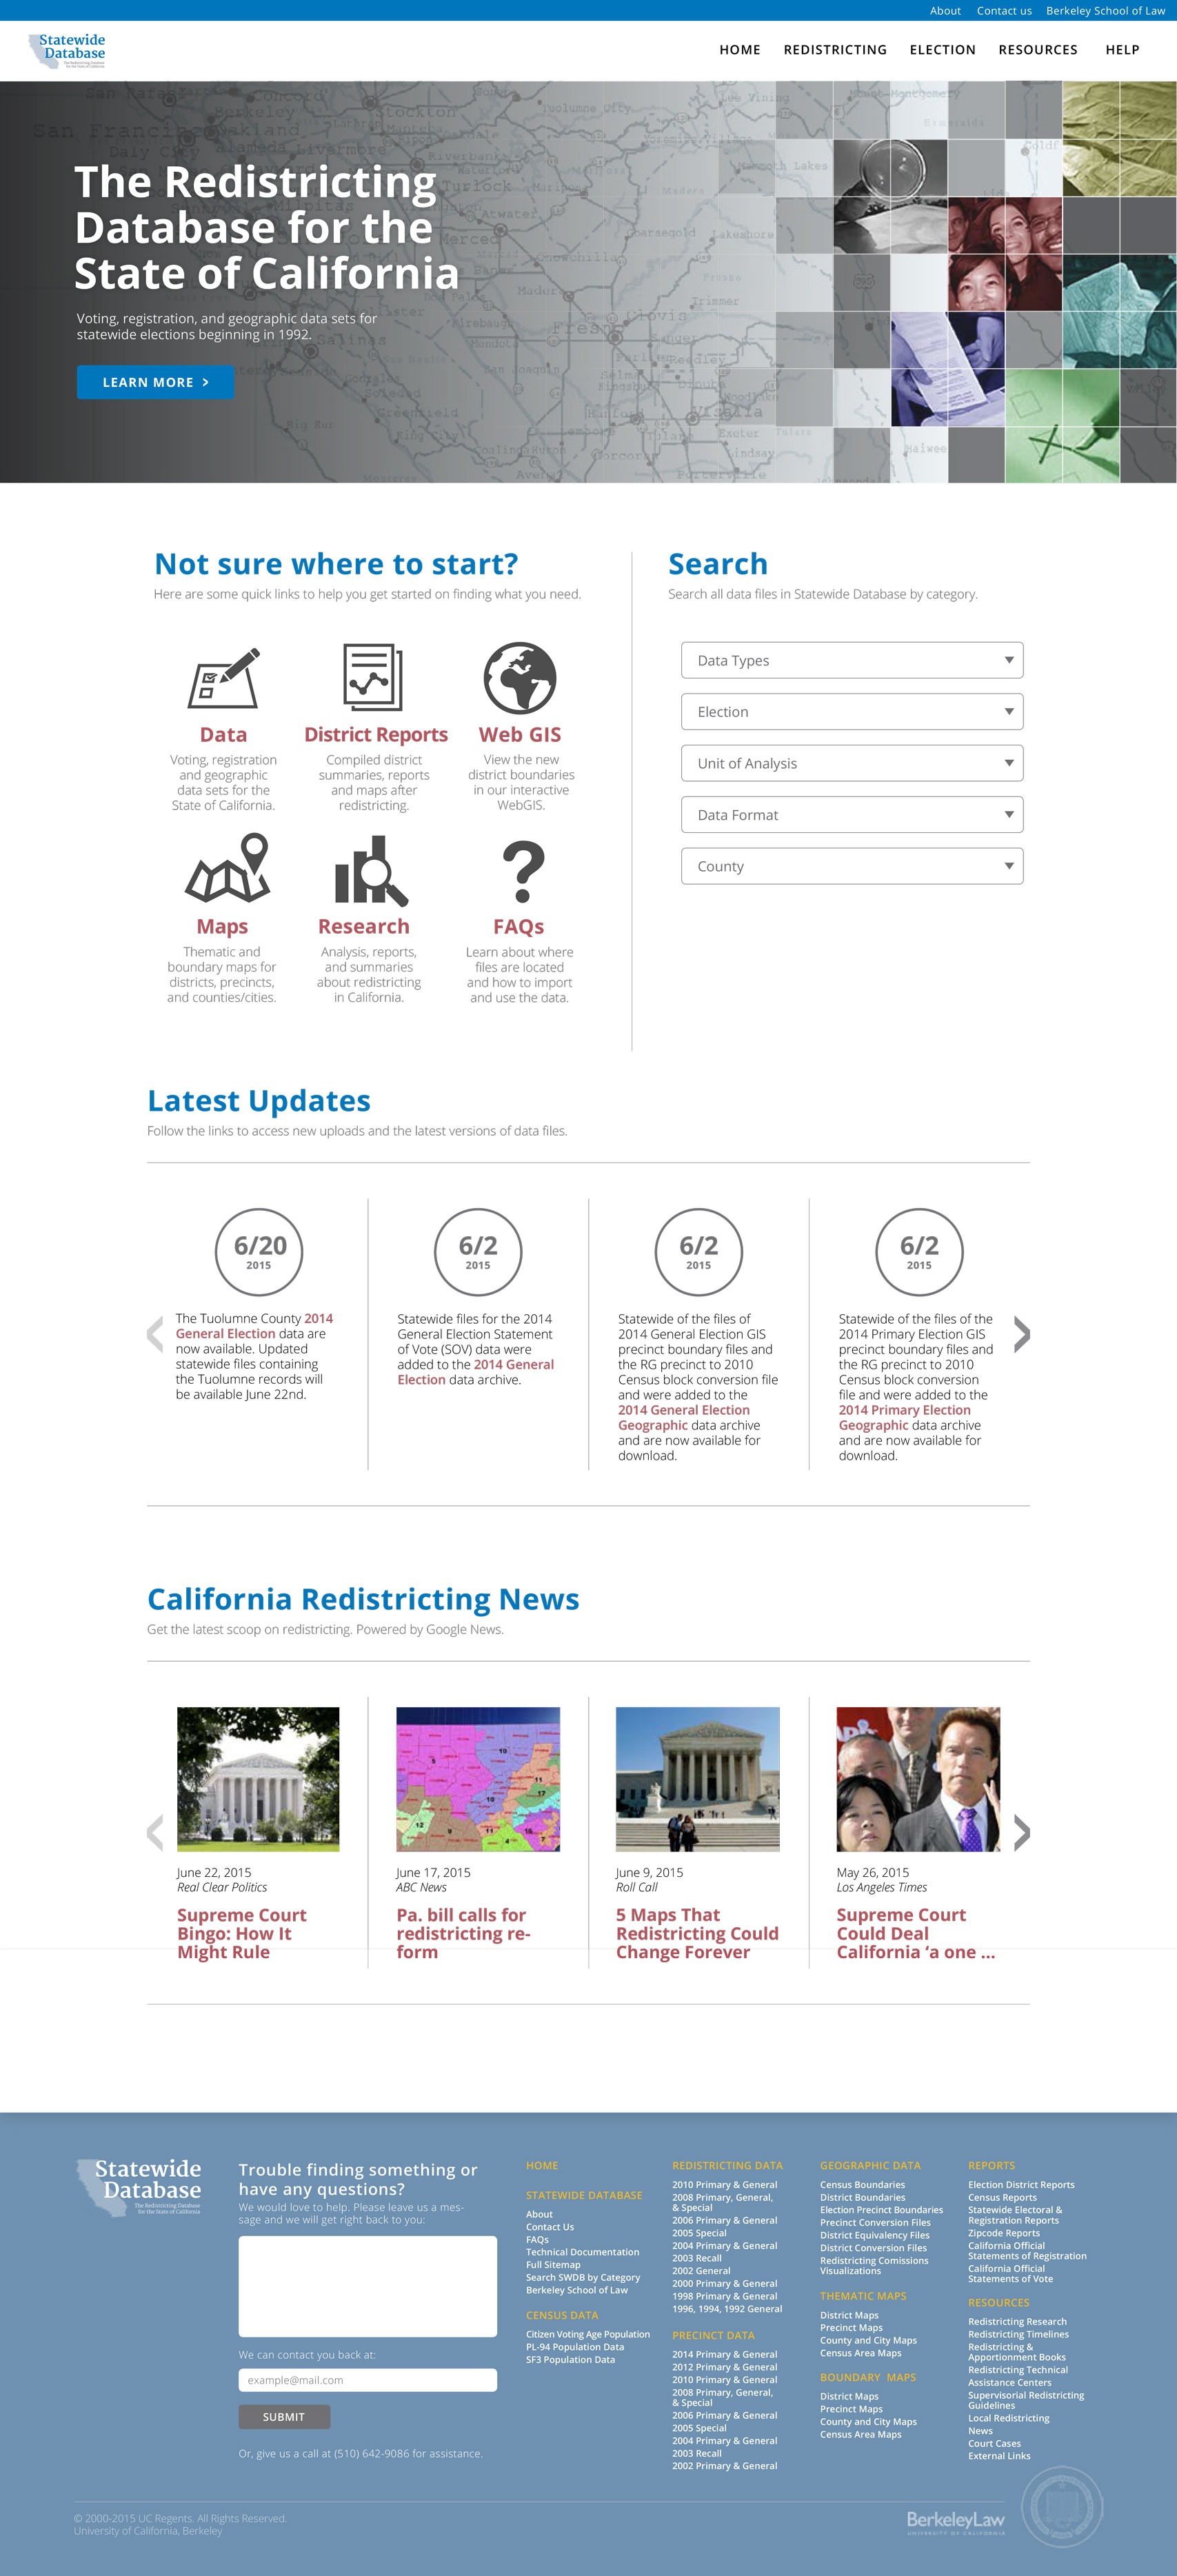 About Contact us Berkeley School of Law
Statewide
Database
HOME REDISTRICTING ELECTION RESOURCES HELP
The Redistricting
Database for the
State of California
Voting, registration, and geographic data sets for
statewide elections beginning in 1992.
LEARN MORE >
Not sure where to start?
Here are some quick links to help you get started on finding what you need.
Data
Voting, registration
and geographic
data sets for the
State of California.
District Reports
Compiled district
summaries, reports
and maps after
redistricting.
Web GIS
View the new
district boundaries
in our interactive
WebGIS.
Maps
Thematic and
boundary maps for
districts, precincts,
and counties/cities.
Research
Analysis, reports,
and summaries
about redistricting
in California.
FAQs
Learn about where
files are located
and how to import
and use the data.
Search
Search all data files in Statewide Database by category.
Data Types
Election
Unit of Analysis
Data Format
County
Latest Updates
Follow the links to access new uploads and the latest versions of data files.
6/20
2015
The Tuolumne County 2014
General Election data are
now available. Updated
statewide files containing
the Tuolumne records will
be available June 22nd.
6/2
2015
Statewide files for the 2014
General Election Statement
of Vote (SOV) data were
added to the 2014 General
Election data archive.
6/2
2015
Statewide of the files of
2014 General Election GIS
precinct boundary files and
the RG precinct to 2010
Census block conversion file
and were added to the
2014 General Election
Geographic data archive
and are now available for
download.
6/2
2015
Statewide of the files of the
2014 Primary Election GIS
precinct boundary files and
the RG precinct to 2010
Census block conversion
file and were added to the
2014 Primary Election
Geographic data archive
and are now available for
download.
California Redistricting News
Get the latest scoop on redistricting. Powered by Google News.
June 22, 2015
Real Clear Politics
Supreme Court
Bingo: How It
Might Rule
June 17, 2015
ABC News
Pa. bill calls for
redistricting re-
form
June 9, 2015
Roll Call
5 Maps That
Redistricting Could
Change Forever
May 26, 2015
Los Angeles Times
Supreme Court
Could Deal
California ‘a one ...
Statewide
Database
The Redistricting Database
for the State of California
Trouble finding something or
have any questions?
We would love to help. Please leave us a mes-
sage and we will get right back to you:
We can contact you back at:
example@mail.com
SUBMIT
Or, give us a call at (510) 642-9086 for assistance.
HOME
STATEWIDE DATABASE
About
Contact Us
FAQs
Technical Documentation
Full Sitemap
Search SWDB by Category
Berkeley School of Law
CENSUS DATA
Citizen Voting Age Population
PL-94 Population Data
SF3 Population Data
REDISTRICTING DATA
2010 Primary & General
2008 Primary, General,
& Special
2006 Primary & General
2005 Special
2004 Primary & General
2003 Recall
2002 General
2000 Primary & General
1998 Primary & General
1996, 1994, 1992 General
PRECINCT DATA
2014 Primary & General
2012 Primary & General
2010 Primary & General
2008 Primary, General,
& Special
2006 Primary & General
2005 Special
2004 Primary & General
2003 Recall
2002 Primary & General
GEOGRAPHIC DATA
Census Boundaries
District Boundaries
Election Precinct Boundaries
Precinct Conversion Files
District Equivalency Files
District Conversion Files
Redistricting Comissions
Visualizations
THEMATIC MAPS
District Maps
Precinct Maps
County and City Maps
Census Area Maps
BOUNDARY MAPS
District Maps
Precinct Maps
County and City Maps
Census Area Maps
REPORTS
Election District Reports
Census Reports
Statewide Electoral &
Registration Reports
Zipcode Reports
California Official
Statements of Registration
California Official
Statements of Vote
RESOURCES
Redistricting Research
Redistricting Timelines
Redistricting &
Apportionment Books
Redistricting Technical
Assistance Centers
Supervisorial Redistricting
Guidelines
Local Redistricting
News
Court Cases
External Links
© 2000-2015 UC Regents. All Rights Reserved.
University of California, Berkeley
BerkeleyLaw
UNIVERSITY OF CALIFORNIA